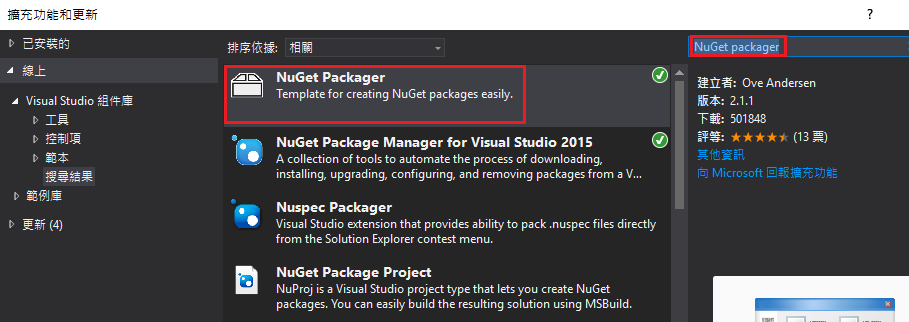 擴充功能和更新
?
已安裝的
線上
Visual Studio 組件庫
工具
控制項
範本
搜尋結果
範例庫
更新 (4)
排序依據: 相關
NuGet Packager
Template for creating NuGet packages easily.
NuGet Package Manager for Visual Studio 2015
A collection of tools to automate the process of downloading,
installing, upgrading, configuring, and removing packages from a V...
Nuspec Packager
Visual Studio extension that provides ability to pack .nuspec files directly
from the Solution Explorer contest menu.
NuGet Package Project
NuProj is a Visual Studio project type that lets you create NuGet
packages. You can easily build the resulting solution using MSBuild.
NuGet packager
建立者: Ove Andersen
版本: 2.1.1
下載: 501848
評等: (13 票)
其他資訊
向 Microsoft 回報擴充功能